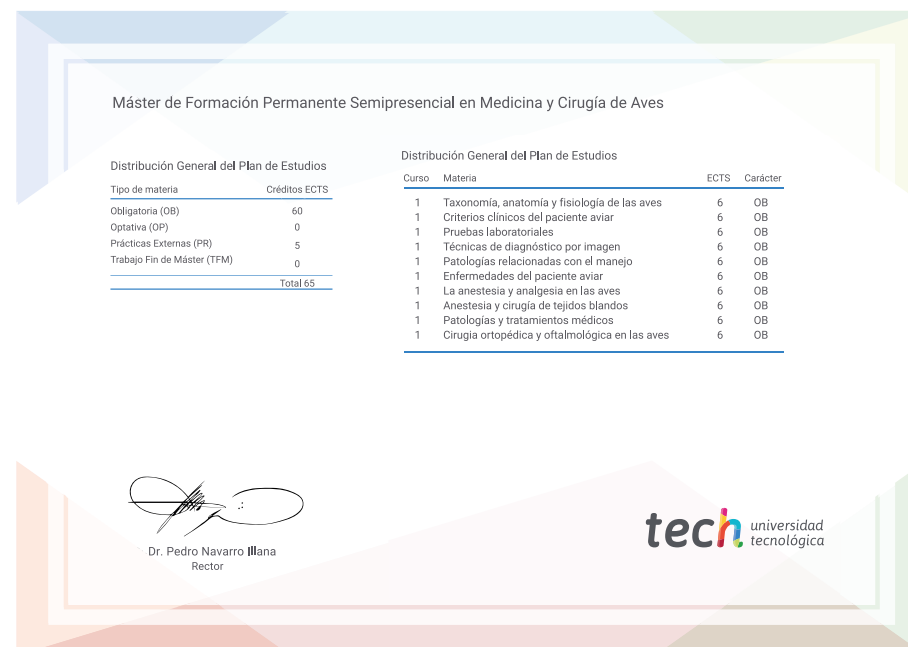 Máster de Formación Permanente Semipresencial en Medicina y Cirugía de Aves
Distribución General del Plan de Estudios
Tipo de materia Créditos ECTS
Obligatoria (OB) 60
Optativa (OP) 0
Prácticas Externas (PR) 5
Trabajo Fin de Máster (TFM) 0
Total 65
Distribución General del Plan de Estudios
Curso Materia ECTS Carácter
1 Taxonomía, anatomía y fisiología de las aves 6 OB
1 Criterios clínicos del paciente aviar 6 OB
1 Pruebas laboratoriales 6 OB
1 Técnicas de diagnóstico por imagen 6 OB
1 Patologías relacionadas con el manejo 6 OB
1 Enfermedades del paciente aviar 6 OB
1 La anestesia y analgesia en las aves 6 OB
1 Anestesia y cirugía de tejidos blandos 6 OB
1 Patologías y tratamientos médicos 6 OB
1 Cirugia ortopédica y oftalmológica en las aves 6 OB
Dr. Pedro Navarro Illana
Rector
tech universidad
tecnológica